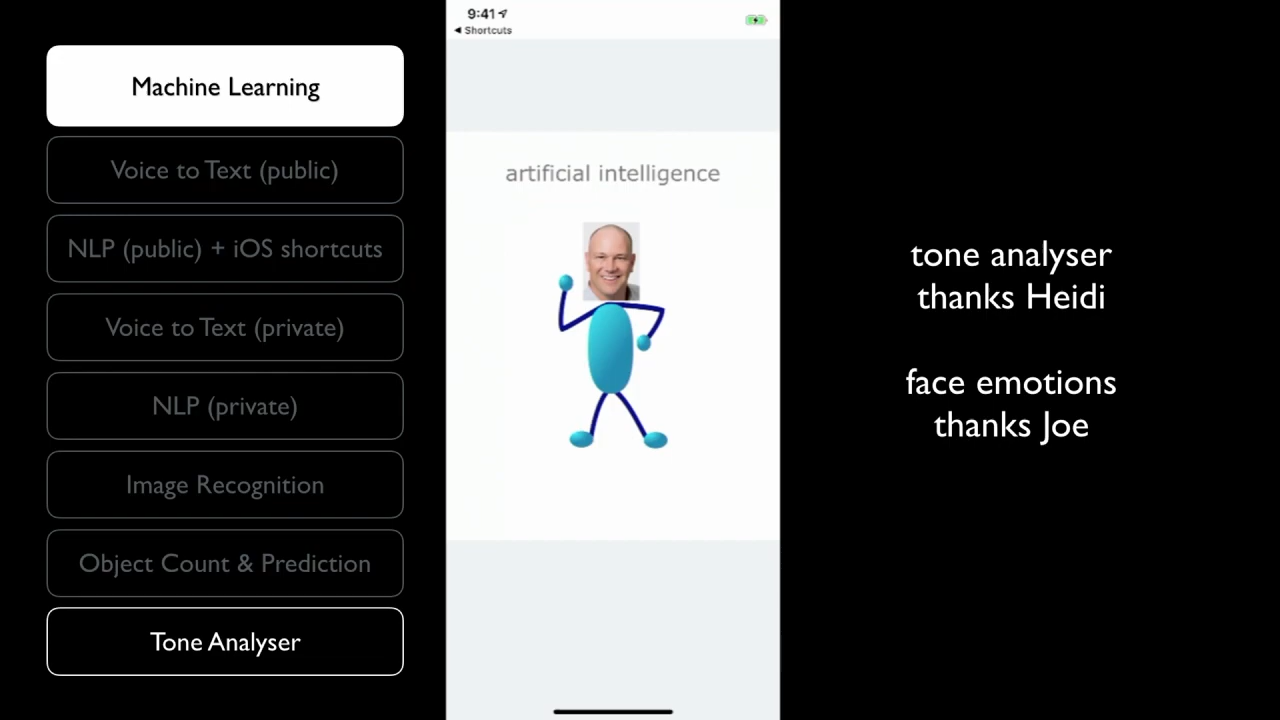 Machine Learning
Voice to Text (public)
NLP (public) + iOS shortcuts
Voice to Text (private)
NLP (private)
Image Recognition
Object Count & Prediction
Tone Analyser
9:41
Shortcuts
artificial intelligence
tone analyser
thanks Heidi
face emotions
thanks Joe